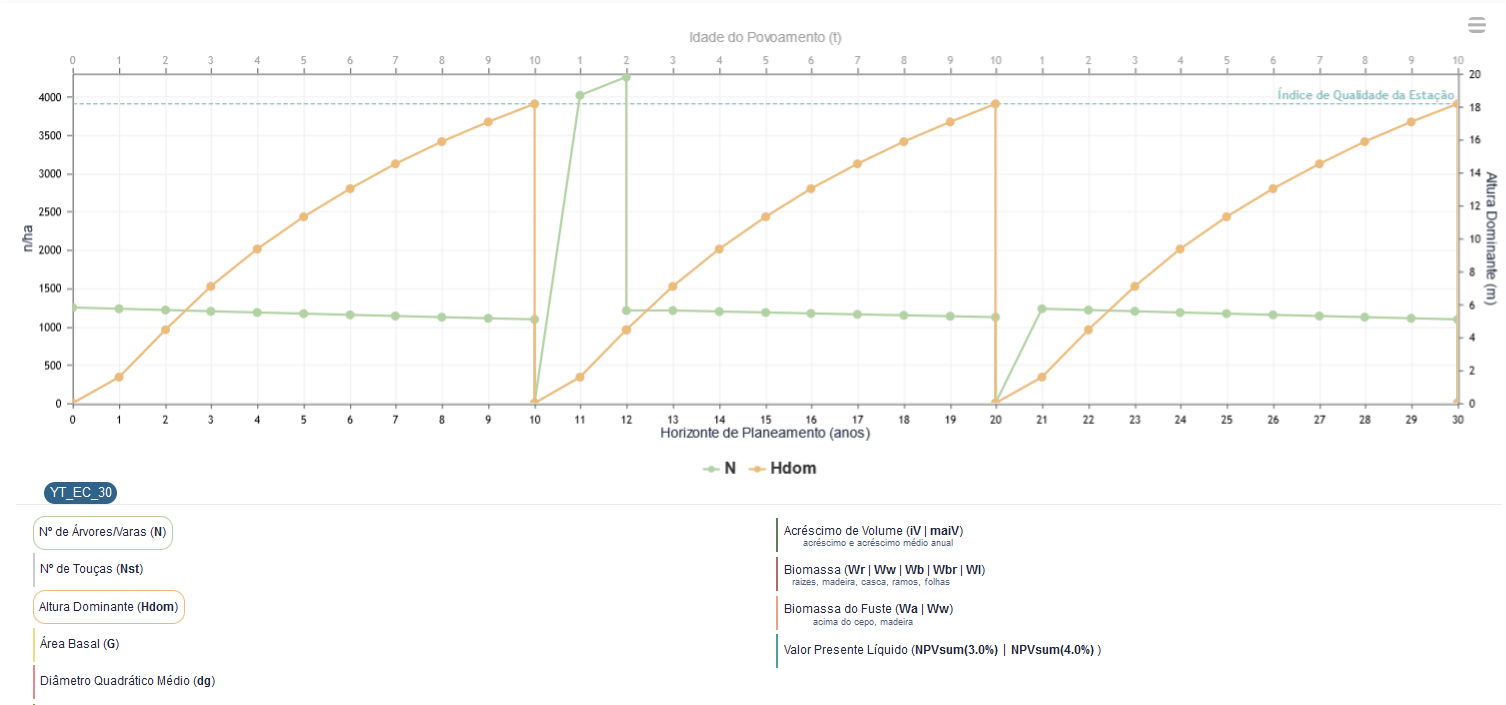 Idade do Povoamento (t)
0 1 2 3 4 5 6 7 8 9 10 1 2 3 4 5 6 7 8 9 10 1 2 3 4 5 6 7 8 9 10
Índice de Qualidade da Estação
4000
3500
3000
2500
2000
1500
1000
500
0
n/ha
20
18
16
14
12
10
8
6
4
2
0
Altura Dominante (m)
0 1 2 3 4 5 6 7 8 9 10 11 12 13 14 15 16 17 18 19 20 21 22 23 24 25 26 27 28 29 30
Horizonte de Planeamento (anos)
N Hdom
YT_EC_30
Nº de Árvores/Varas (N)
Nº de Touças (Nst)
Altura Dominante (Hdom)
Área Basal (G)
Diâmetro Quadrático Médio (dg)
Acréscimo de Volume (iV | maiV)
acréscimo e acréscimo médio anual
Biomassa (Wr | Ww | Wb | Wbr | Wl)
raizes, madeira, casca, ramos, folhas
Biomassa do Fuste (Wa | Ww)
acima do cepo, madeira
Valor Presente Líquido (NPVsum(3.0%) | NPVsum(4.0%) )